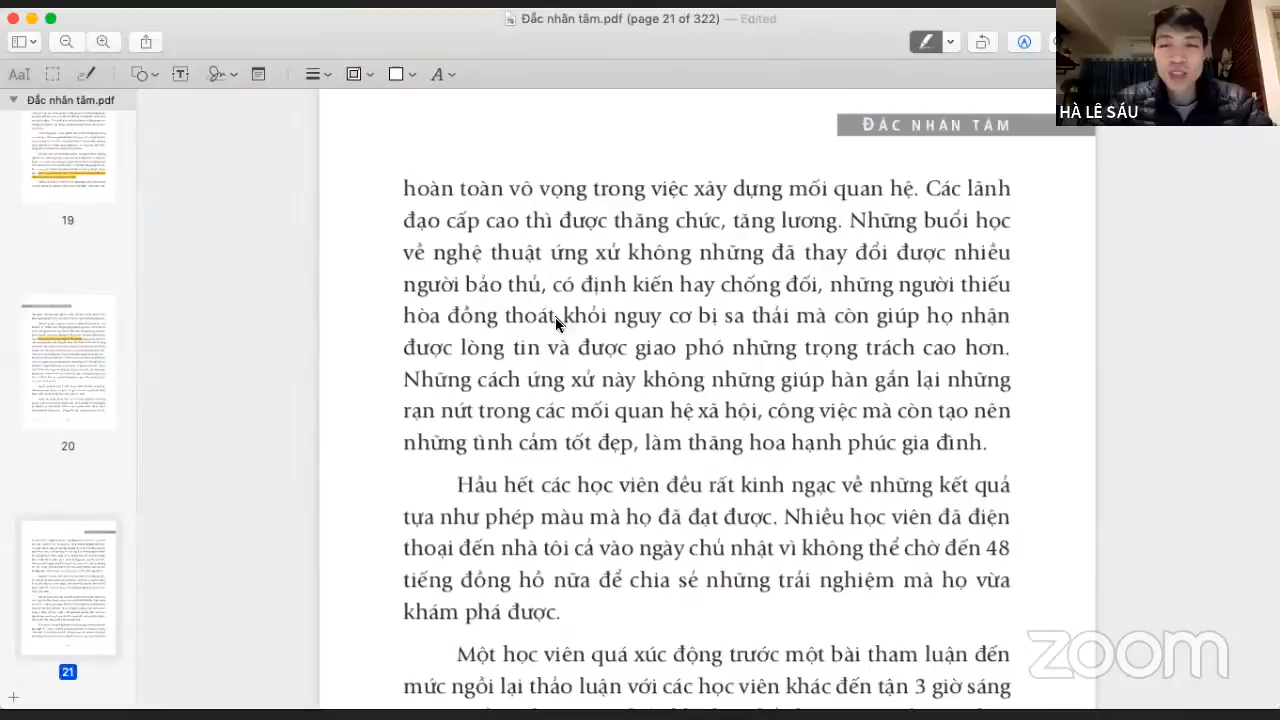 Đắc nhân tâm.pdf (page 21 of 322) — Edited
Đắc nhân tâm.pdf
19
20
21
HÀ LÊ SÁU
ĐẮC NHÂN TÂM
hoàn toàn vô vọng trong việc xây dựng mối quan hệ. Các lãnh
đạo cấp cao thì được thăng chức, tăng lương. Những buổi học
về nghệ thuật ứng xử không những đã thay đổi được nhiều
người bảo thủ, có định kiến hay chống đối, những người thiếu
hòa đồng thoát khỏi nguy cơ bị sa thải mà còn giúp họ nhận
được lòng tin và được giao phó những trọng trách cao hơn.
Những cách ứng xử này không những giúp hàn gắn lại những
rạn nứt trong các mối quan hệ xã hội, công việc mà còn tạo nên
những tình cảm tốt đẹp, làm thăng hoa hạnh phúc gia đình.
Hầu hết các học viên đều rất kinh ngạc về những kết quả
tựa như phép màu mà họ đã đạt được. Nhiều học viên đã điện
thoại đến nhà tôi cả vào ngày chủ nhật vì không thể chờ đến 48
tiếng đồng hồ nữa để chia sẻ những trải nghiệm mà họ vừa
khám phá được.
Một học viên quá xúc động trước một bài tham luận đến
mức ngồi lại thảo luận với các học viên khác đến tận 3 giờ sáng
zoom